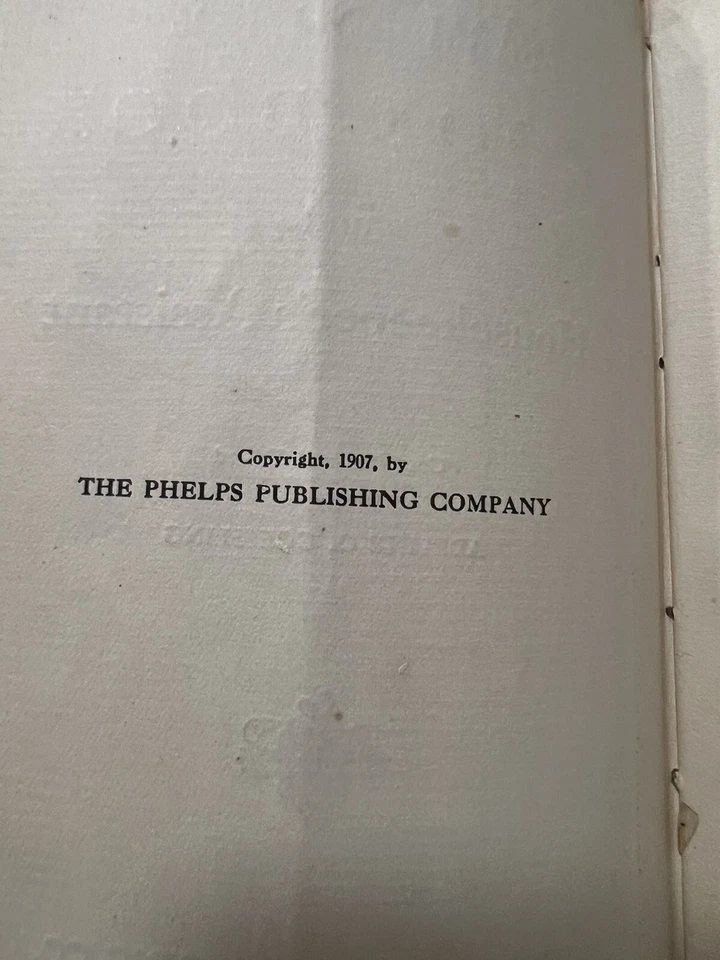 Copyright, 1907, by
THE PHELPS PUBLISHING COMPANY